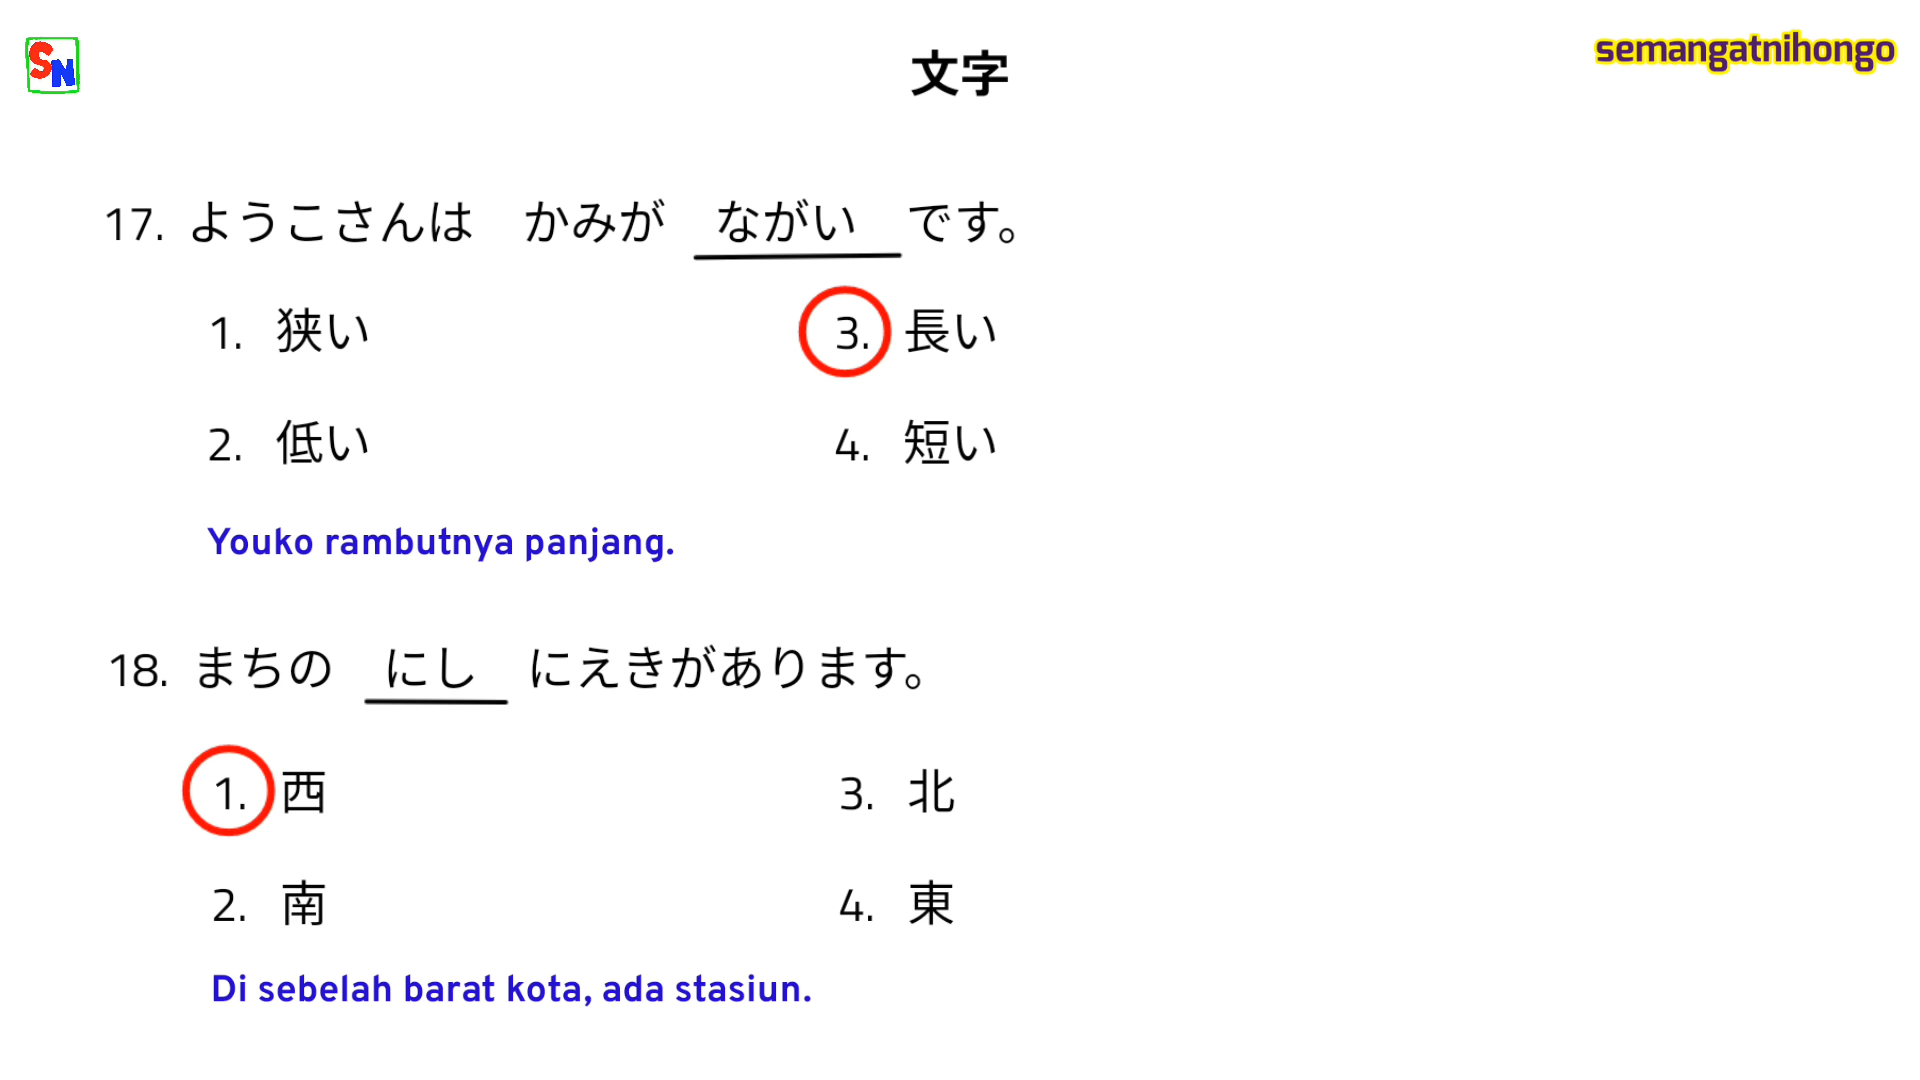 SN
文字
semangatnihongo
17. ようこさんは　かみが　ながい　です。
1. 狭い
3. 長い
2. 低い
4. 短い
Youko rambutnya panjang.
18. まちの　にし　にえきがあります。
1. 西
3. 北
2. 南
4. 東
Di sebelah barat kota, ada stasiun.